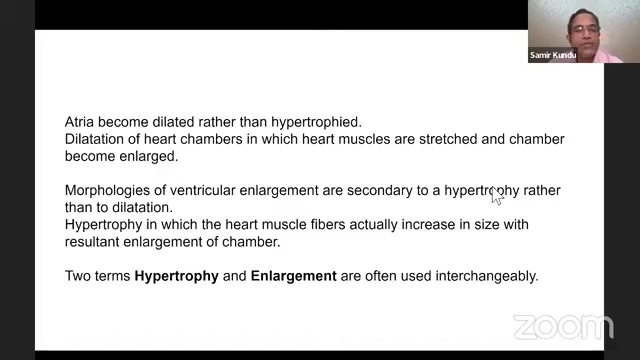 Samir Kundu
Atria become dilated rather than hypertrophied.
Dilatation of heart chambers in which heart muscles are stretched and chamber
become enlarged.
Morphologies of ventricular enlargement are secondary to a hypertrophy rather
than to dilatation.
Hypertrophy in which the heart muscle fibers actually increase in size with
resultant enlargement of chamber.
Two terms Hypertrophy and Enlargement are often used interchangeably.
zoom